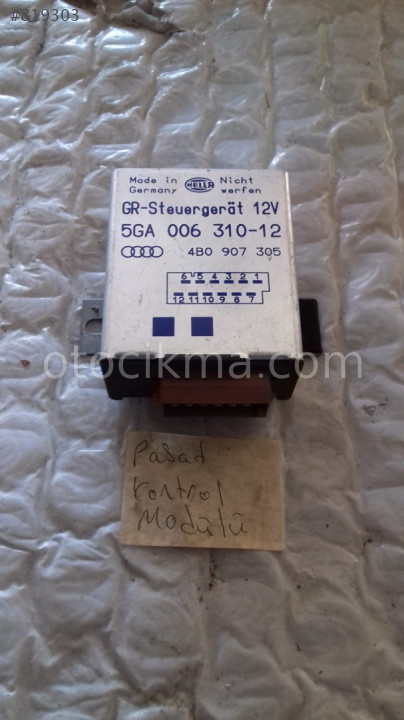 #819303
Made in Germany HELLA Nicht werfen
GR-Steuergerät 12V
5GA 006 310-12
4B0 907 305
6 5 4 3 2 1
12 11 10 9 8 7
otocikma.com
Pasad
kontrol
Modülü